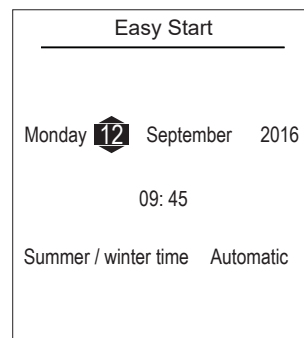 Easy Start
Monday 12 September 2016
09: 45
Summer / winter time Automatic